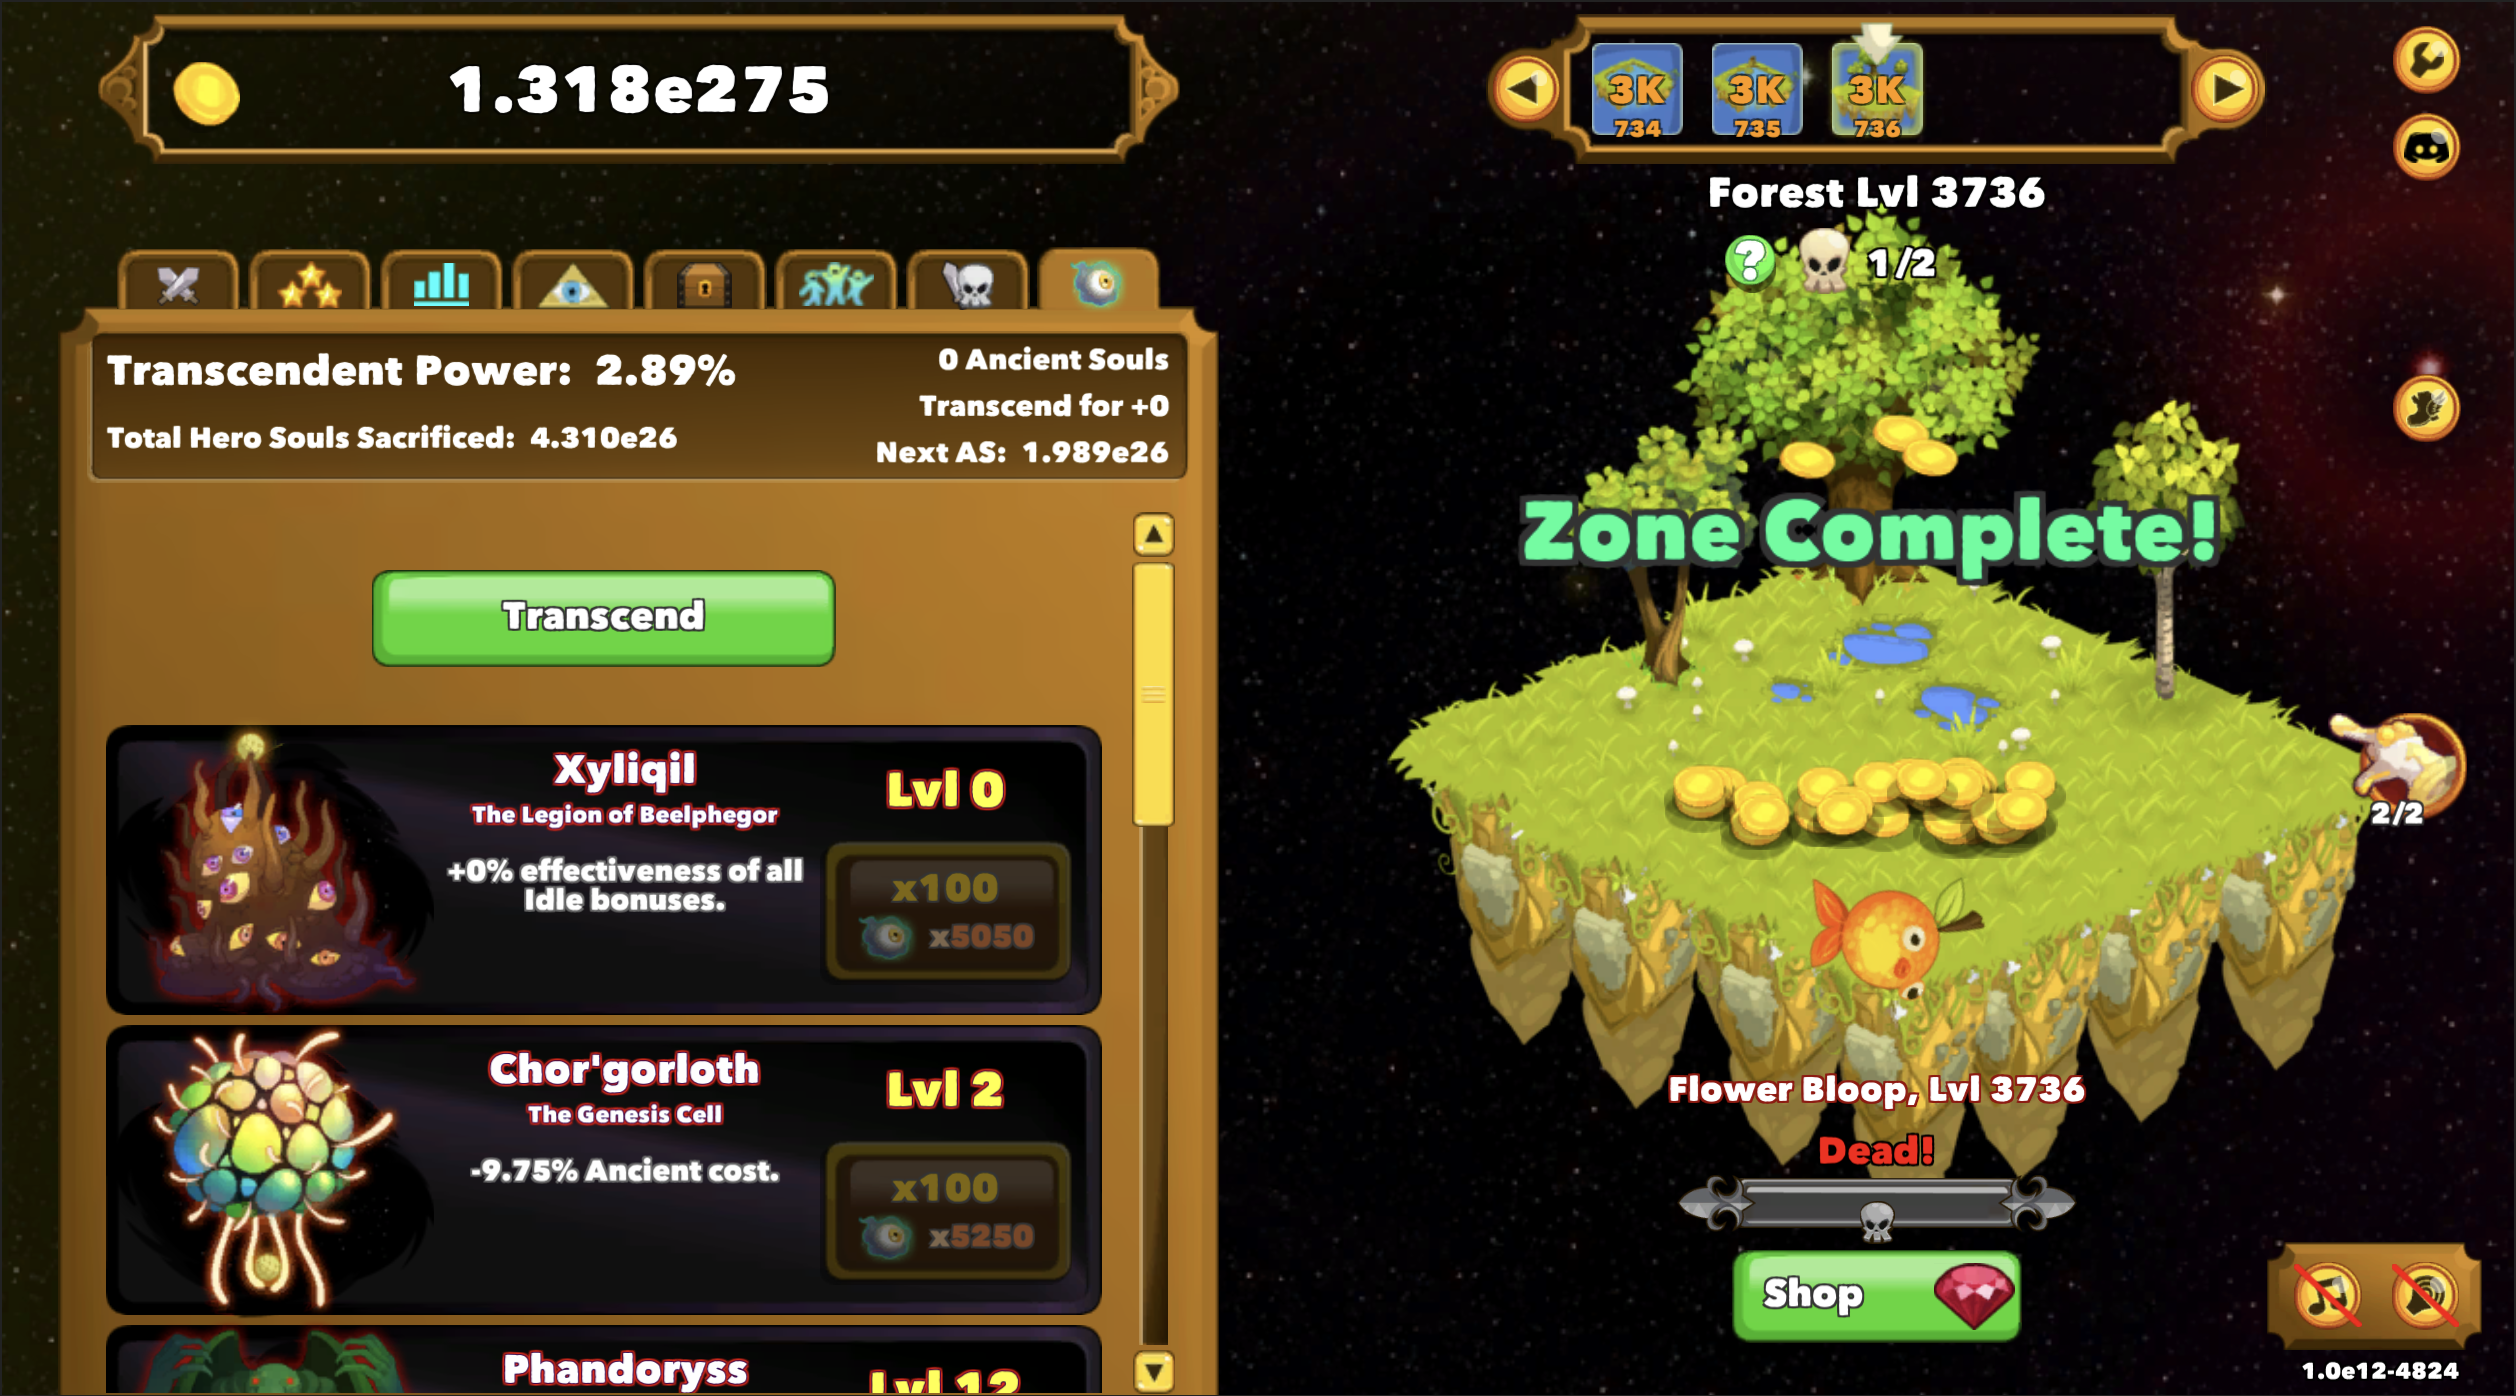 1.318e275
3K
734
3K
735
3K
736
Forest Lvl 3736
?
1/2
Transcendent Power: 2.89%
Total Hero Souls Sacrificed: 4.310e26
0 Ancient Souls
Transcend for +0
Next AS: 1.989e26
Zone Complete!
Transcend
Xyliqil
The Legion of Beelphegor
Lvl 0
+0% effectiveness of all
Idle bonuses.
x100
x5050
2/2
Chor'gorloth
The Genesis Cell
Lvl 2
-9.75% Ancient cost.
x100
x5250
Flower Bloop, Lvl 3736
Dead!
Shop
Phandoryss
Lvl 12
1.0e12-4824